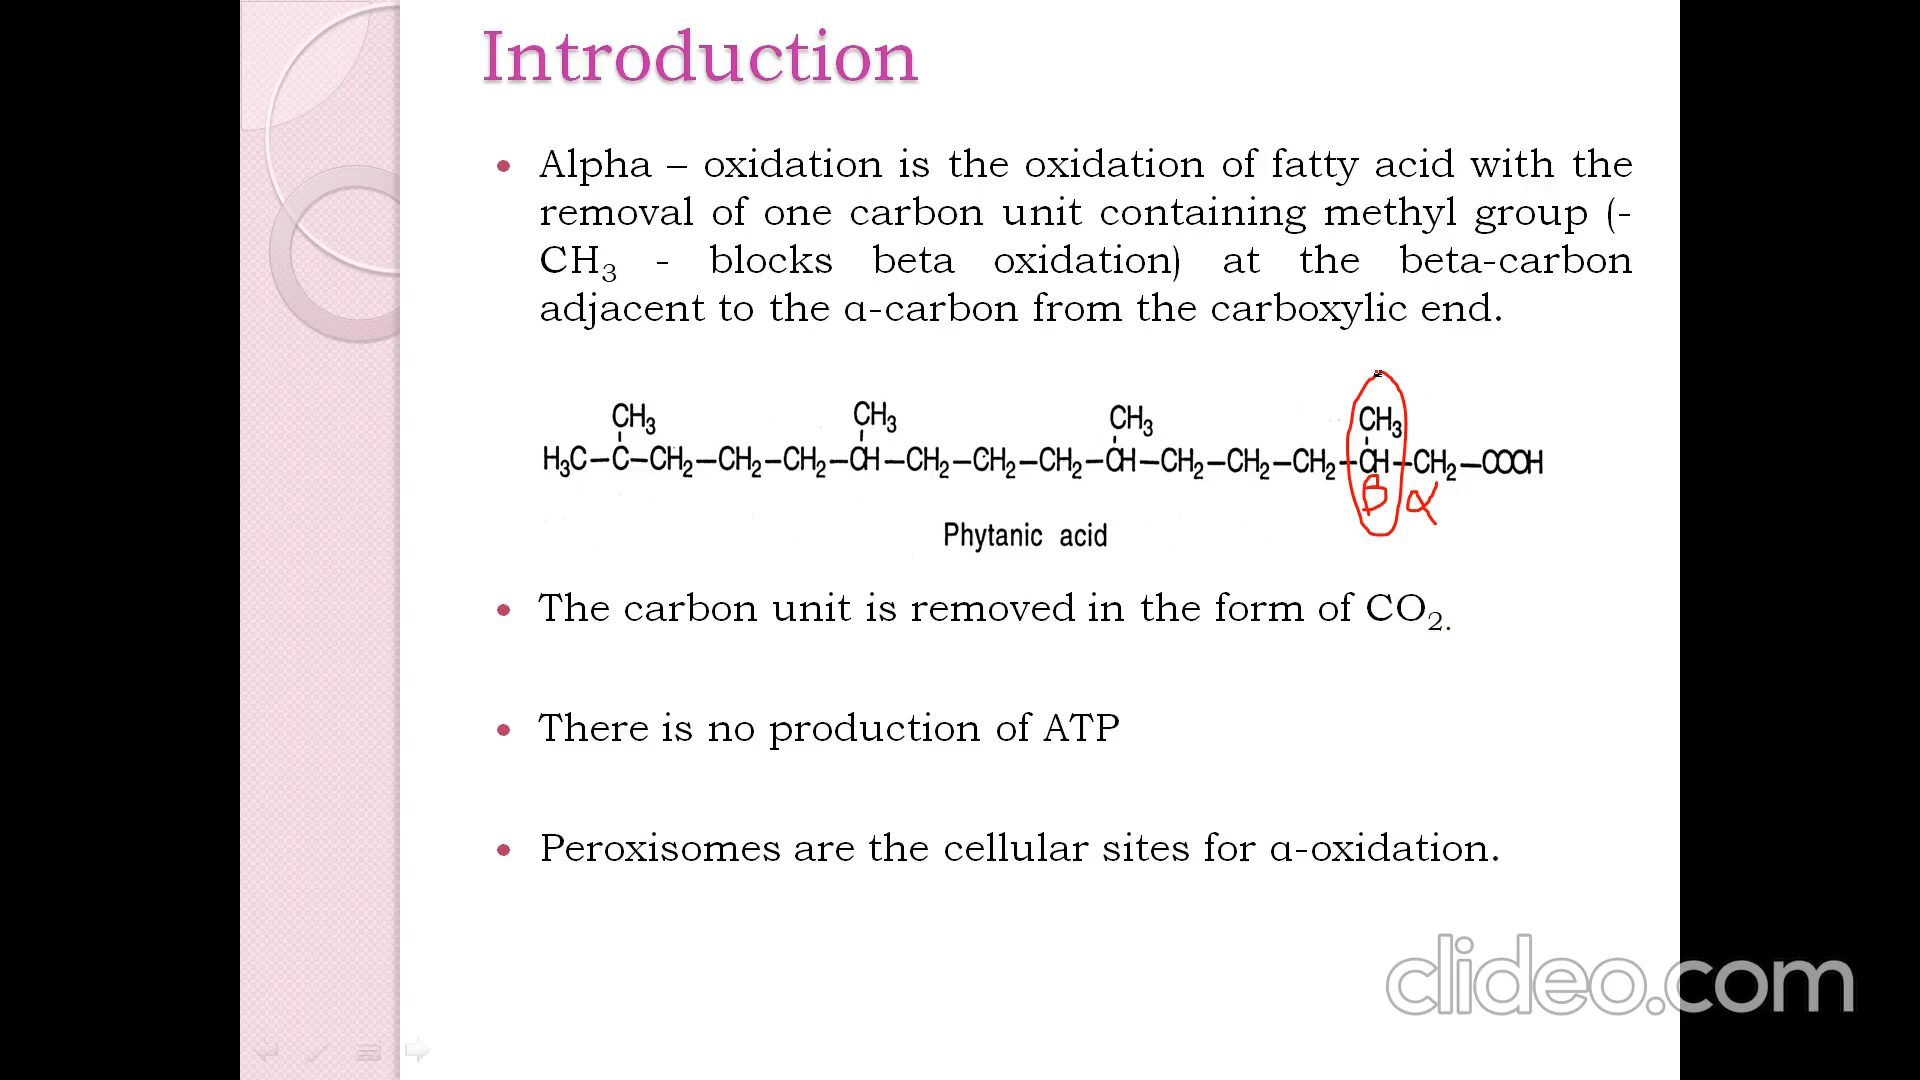 Introduction
• Alpha – oxidation is the oxidation of fatty acid with the
removal of one carbon unit containing methyl group (-
CH₃ - blocks beta oxidation) at the beta-carbon
adjacent to the α-carbon from the carboxylic end.
CH₃ CH₃ CH₃ CH₃
H₃C–C–CH₂–CH₂–CH₂–CH–CH₂–CH₂–CH₂–CH–CH₂–CH₂–CH₂–CH–CH₂–COOH
β α
Phytanic acid
• The carbon unit is removed in the form of CO₂.
• There is no production of ATP
• Peroxisomes are the cellular sites for α-oxidation.
clideo.com